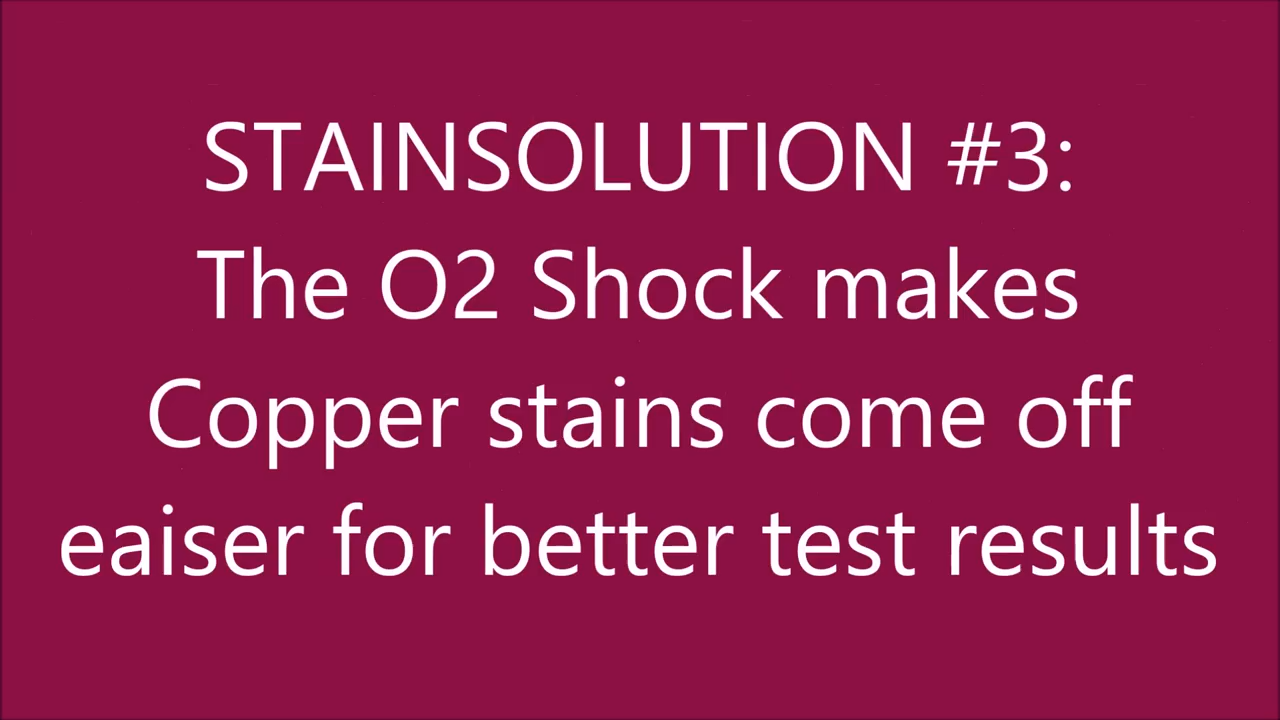 STAINSOLUTION #3:
The O2 Shock makes
Copper stains come off
eaiser for better test results